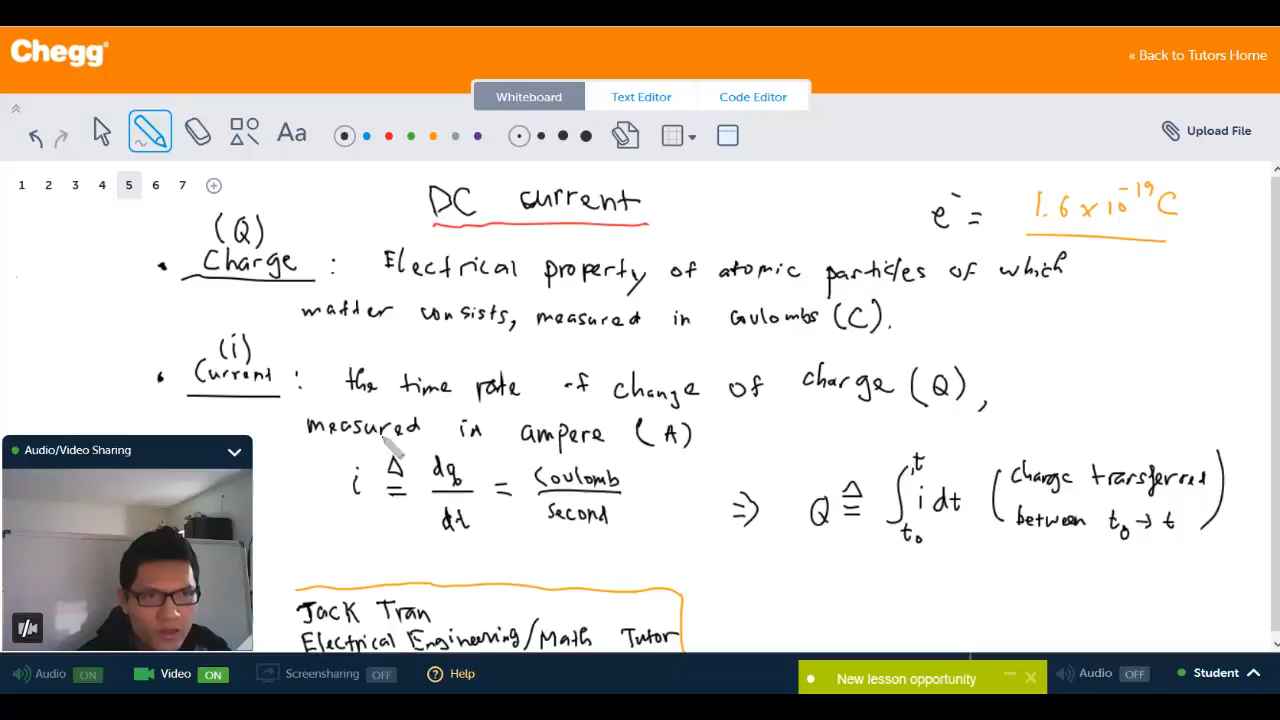 Chegg
« Back to Tutors Home
Whiteboard
Text Editor
Code Editor
Aa
Upload File
1 2 3 4 5 6 7
DC current
e⁻ = 1.6 x 10⁻¹⁹ C
(Q)
• Charge : Electrical property of atomic particles of which
matter consists, measured in Coulombs (C).
(i)
• Current : the time rate of change of charge (Q),
measured in ampere (A)
i ≜ dq/dt = Coulomb/second ⇒ Q ≜ ∫ₜ₀ᵗ i dt (charge transferred
between t₀ → t)
Audio/Video Sharing
Jack Tran
Electrical Engineering/Math Tutor
Audio ON
Video ON
Screensharing OFF
? Help
New lesson opportunity
Audio OFF
Student